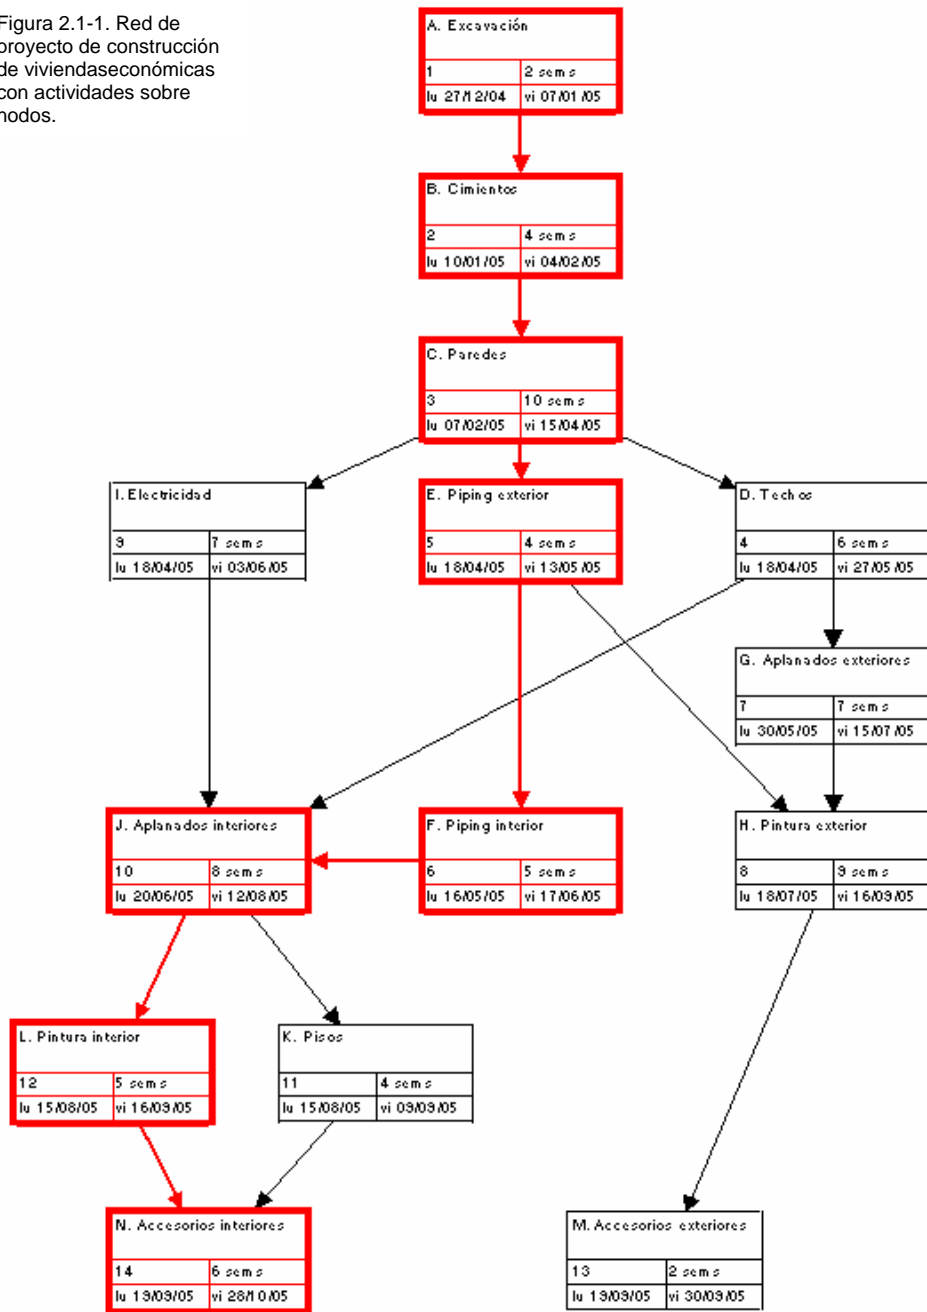 Figura 2.1-1. Red de
proyecto de construcción
de viviendaseconómicas
con actividades sobre
nodos.
A. Excavación
1 2 sems
lu 27/12/04 vi 07/01/05
B. Cimientos
2 4 sems
lu 10/01/05 vi 04/02/05
C. Paredes
3 10 sems
lu 07/02/05 vi 15/04/05
I. Electricidad
9 7 sems
lu 18/04/05 vi 03/06/05
E. Piping exterior
5 4 sems
lu 18/04/05 vi 13/05/05
D. Techos
4 6 sems
lu 18/04/05 vi 27/05/05
G. Aplanados exteriores
7 7 sems
lu 30/05/05 vi 15/07/05
J. Aplanados interiores
10 8 sems
lu 20/06/05 vi 12/08/05
F. Piping interior
6 5 sems
lu 16/05/05 vi 17/06/05
H. Pintura exterior
8 9 sems
lu 18/07/05 vi 16/09/05
L. Pintura interior
12 5 sems
lu 15/08/05 vi 16/09/05
K. Pisos
11 4 sems
lu 15/08/05 vi 09/09/05
N. Accesorios interiores
14 6 sems
lu 19/09/05 vi 28/10/05
M. Accesorios exteriores
13 2 sems
lu 19/09/05 vi 30/09/05